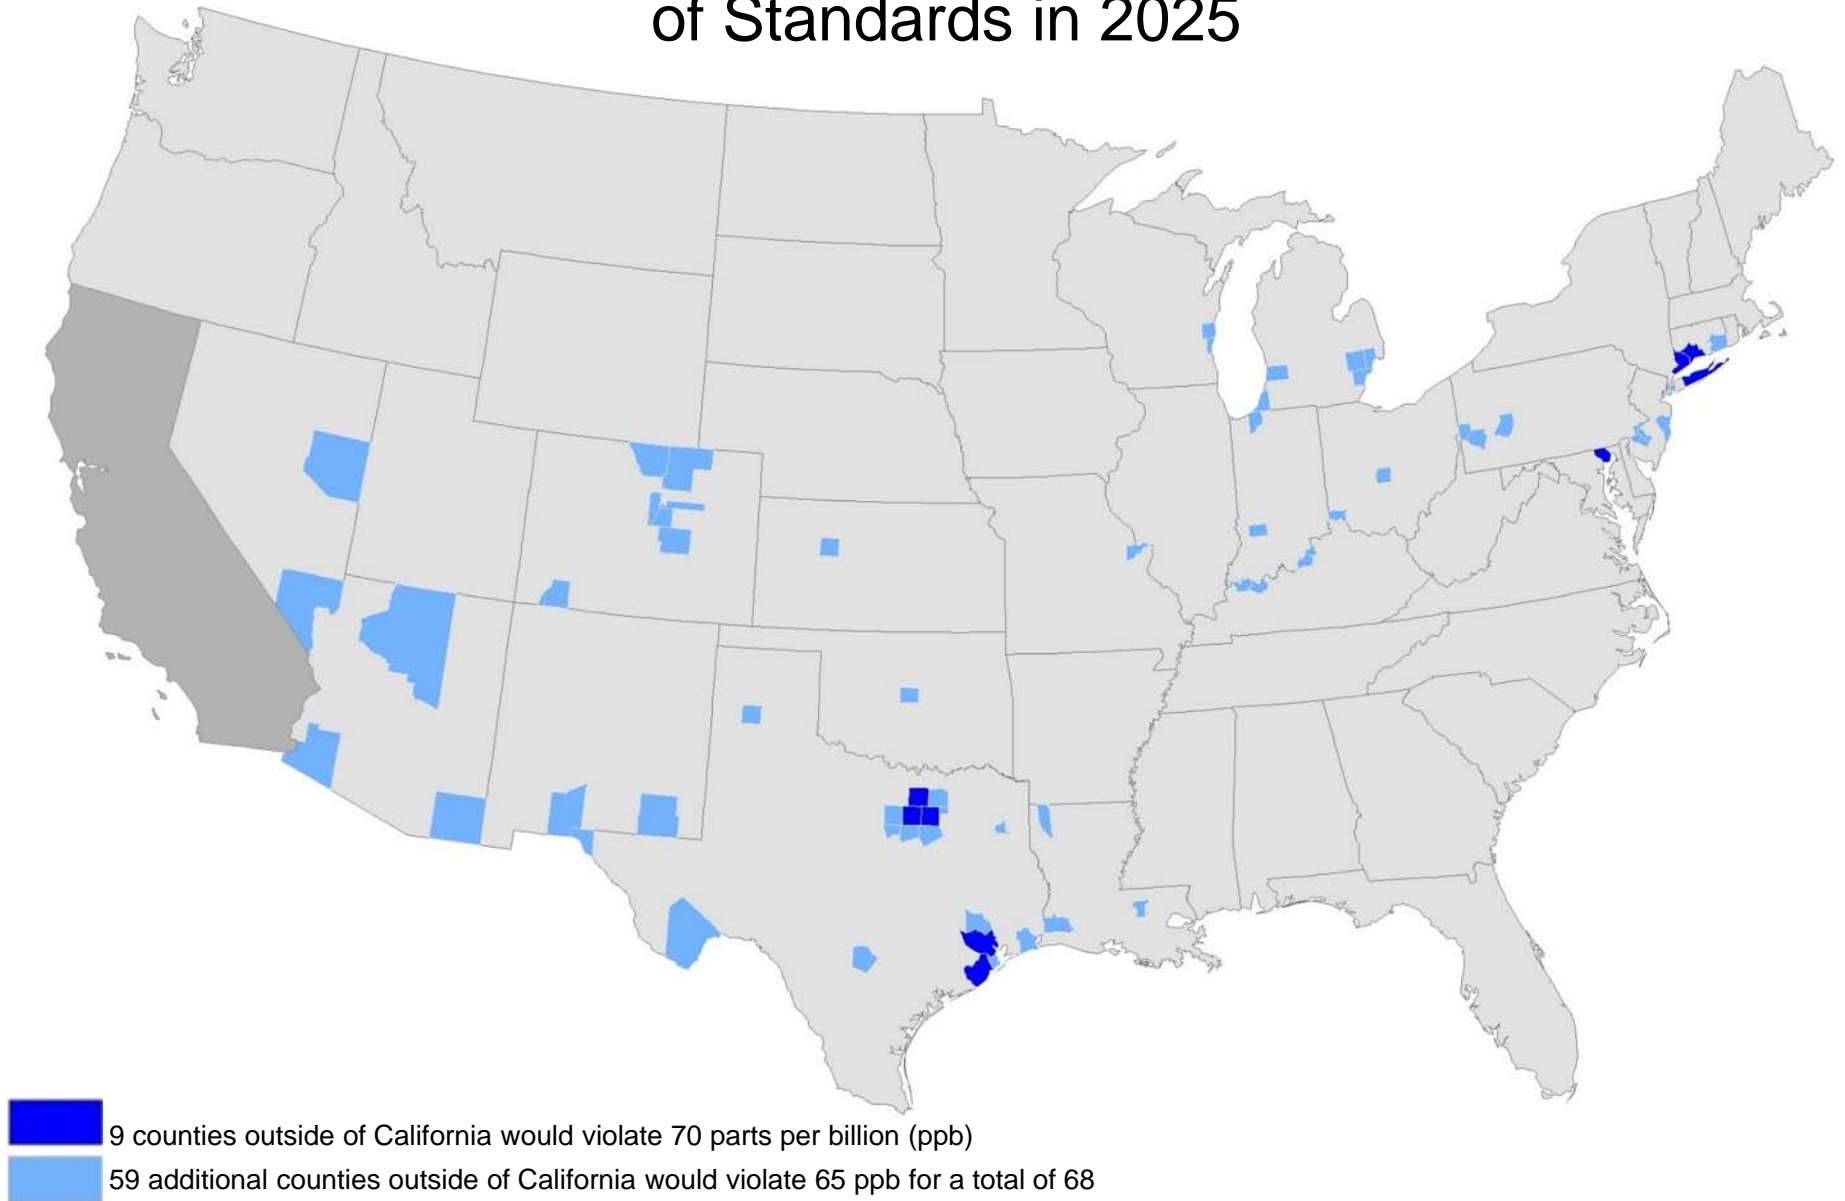 of Standards in 2025
9 counties outside of California would violate 70 parts per billion (ppb)
59 additional counties outside of California would violate 65 ppb for a total of 68